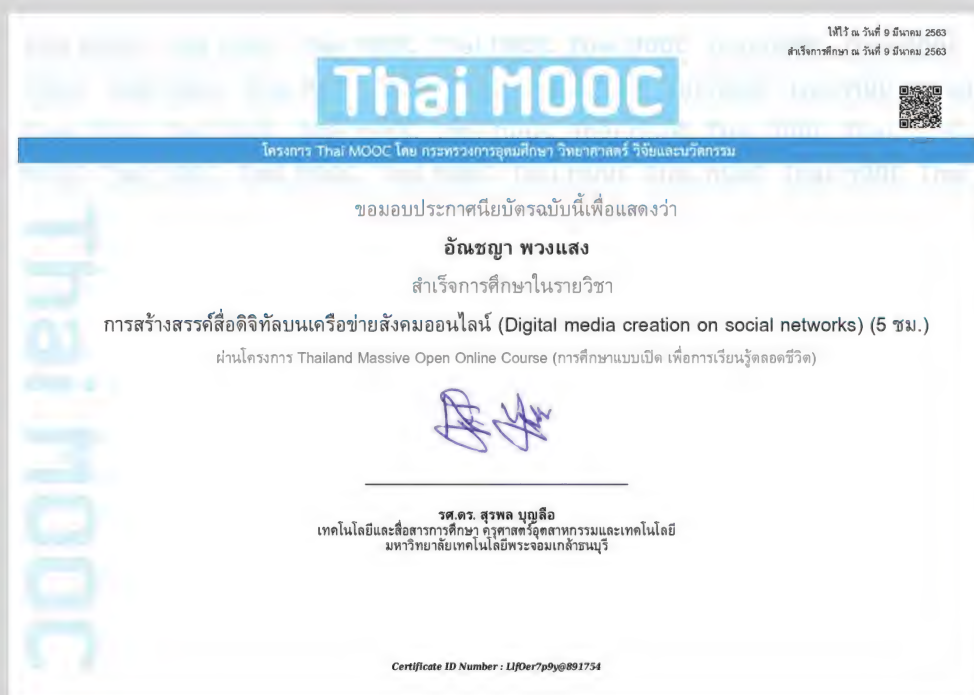 ให้ไว้ ณ วันที่ 9 มีนาคม 2563
สำเร็จการศึกษา ณ วันที่ 9 มีนาคม 2563
Thai MOOC
โครงการ Thai MOOC โดย กระทรวงการอุดมศึกษา วิทยาศาสตร์ วิจัยและนวัตกรรม
ขอมอบประกาศนียบัตรฉบับนี้เพื่อแสดงว่า
อัณชญา พวงแสง
สำเร็จการศึกษาในรายวิชา
การสร้างสรรค์สื่อดิจิทัลบนเครือข่ายสังคมออนไลน์ (Digital media creation on social networks) (5 ชม.)
ผ่านโครงการ Thailand Massive Open Online Course (การศึกษาแบบเปิด เพื่อการเรียนรู้ตลอดชีวิต)
รศ.ดร. สุรพล บุญลือ
เทคโนโลยีและสื่อสารการศึกษา ครุศาสตร์อุตสาหกรรมและเทคโนโลยี
มหาวิทยาลัยเทคโนโลยีพระจอมเกล้าธนบุรี
Thai MOOC